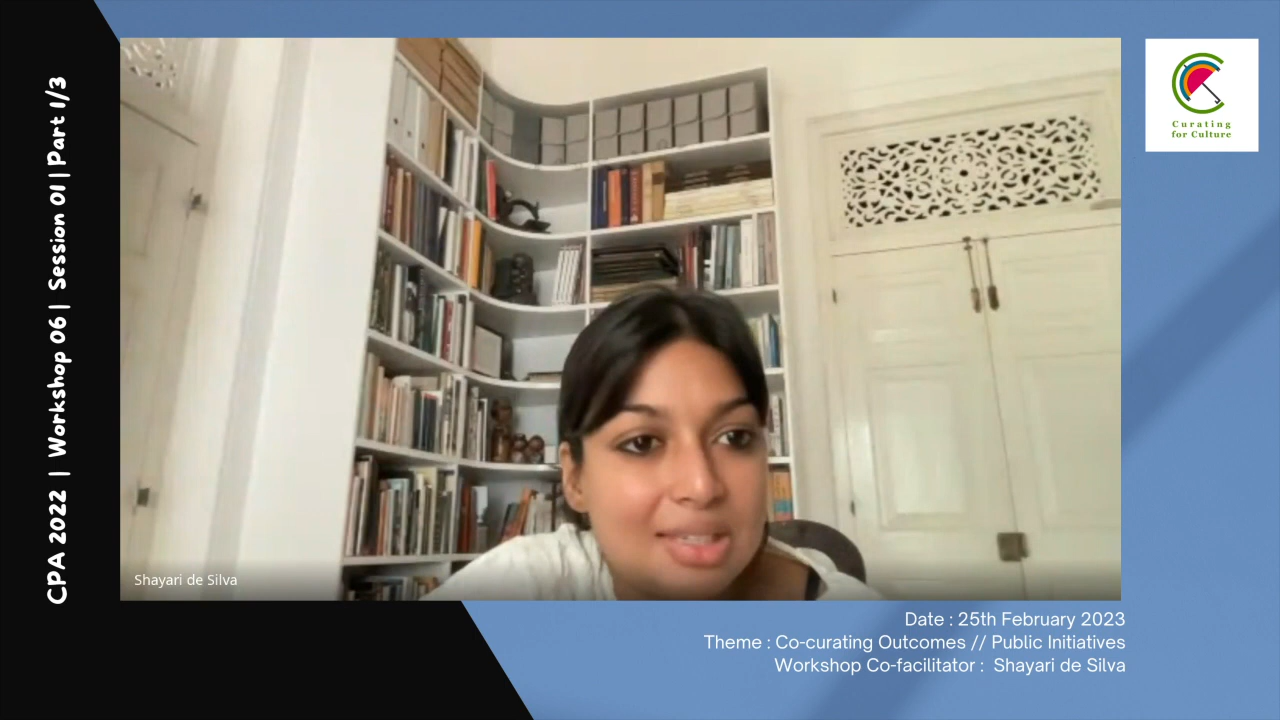 CPA 2022 | Workshop 06 | Session 01 | Part 1/3
Curating
for Culture
Shayari de Silva
Date : 25th February 2023
Theme : Co-curating Outcomes // Public Initiatives
Workshop Co-facilitator : Shayari de Silva